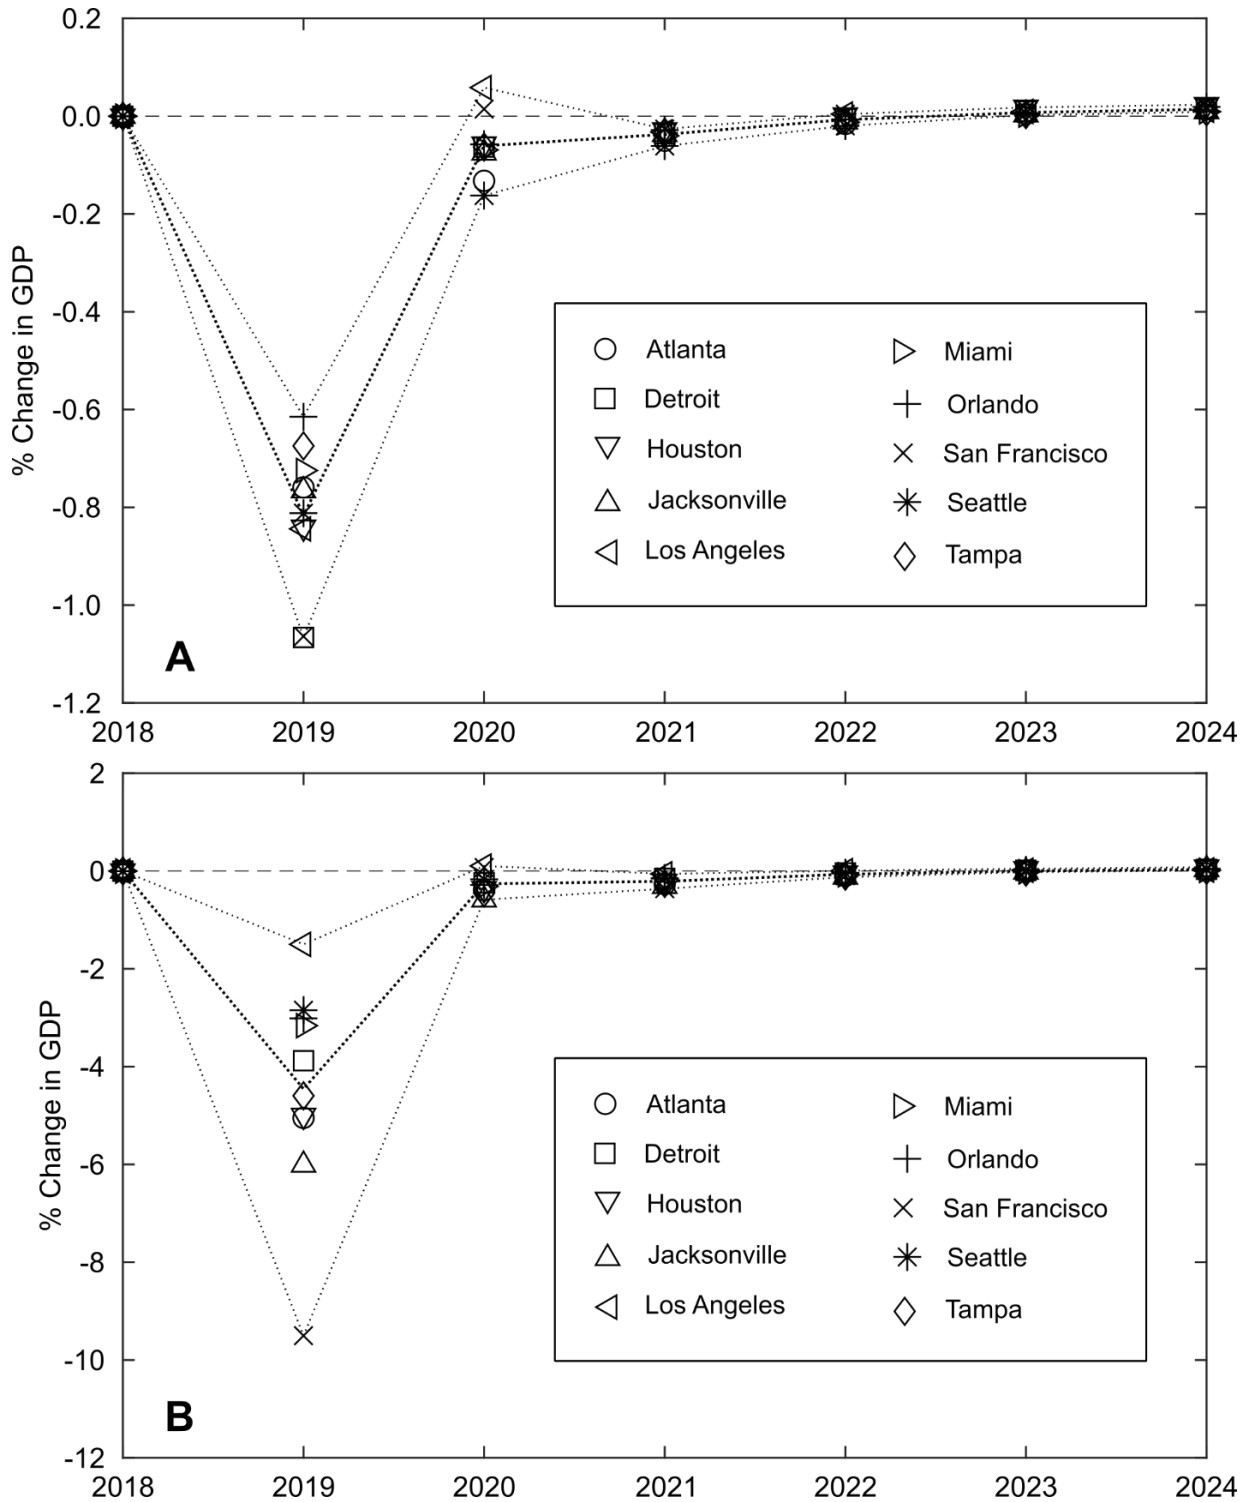 0.2
0.0
-0.2
-0.4
-0.6
-0.8
-1.0
-1.2
% Change in GDP
Atlanta Miami
Detroit Orlando
Houston San Francisco
Jacksonville Seattle
Los Angeles Tampa
A
2018 2019 2020 2021 2022 2023 2024
2
0
-2
-4
-6
-8
-10
-12
% Change in GDP
Atlanta Miami
Detroit Orlando
Houston San Francisco
Jacksonville Seattle
Los Angeles Tampa
B
2018 2019 2020 2021 2022 2023 2024